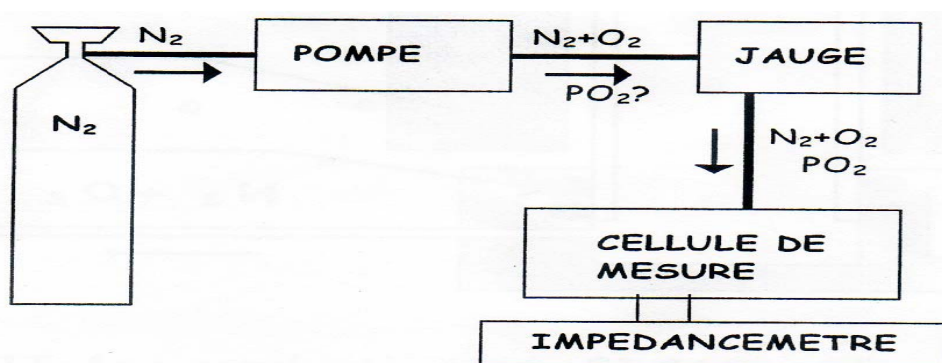 N₂
N₂
POMPE
N₂+O₂
PO₂?
JAUGE
N₂+O₂
PO₂
CELLULE DE
MESURE
IMPEDANCEMETRE